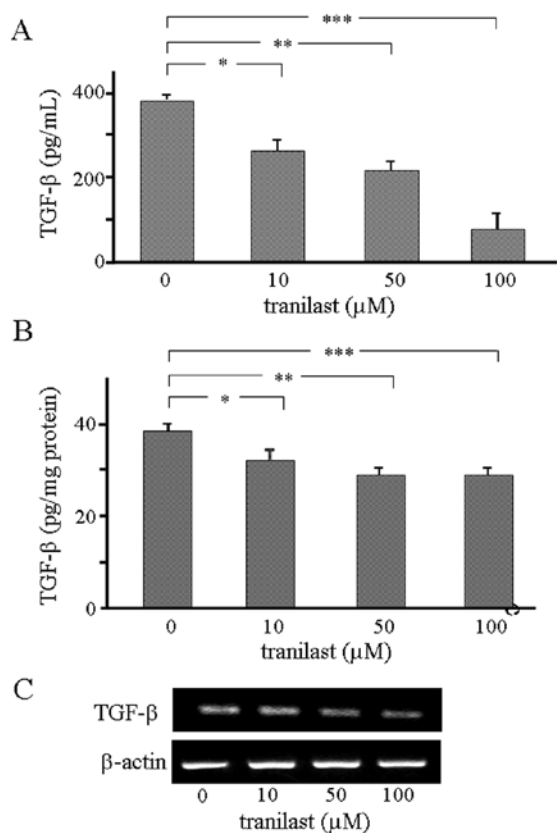 A
***
**
*
TGF-β (pg/mL)
400
200
0
0 10 50 100
tranilast (µM)
B
***
**
*
TGF-β (pg/mg protein)
40
20
0
0 10 50 100
tranilast (µM)
C
TGF-β
β-actin
0 10 50 100
tranilast (µM)